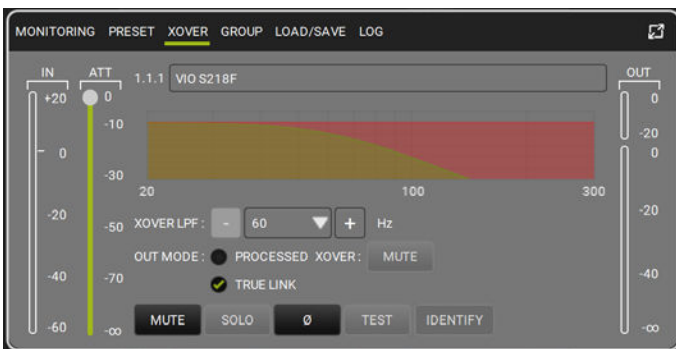 MONITORING PRESET XOVER GROUP LOAD/SAVE LOG
IN ATT 1.1.1 VIO S218F OUT
+20 0 0
-10
-20
0 0
-30
20 100 300
-20 -50 XOVER LPF : - 60 + Hz -20
OUT MODE : PROCESSED XOVER : MUTE
-40 -70 TRUE LINK -40
MUTE SOLO Ø TEST IDENTIFY
-60 -∞ -∞